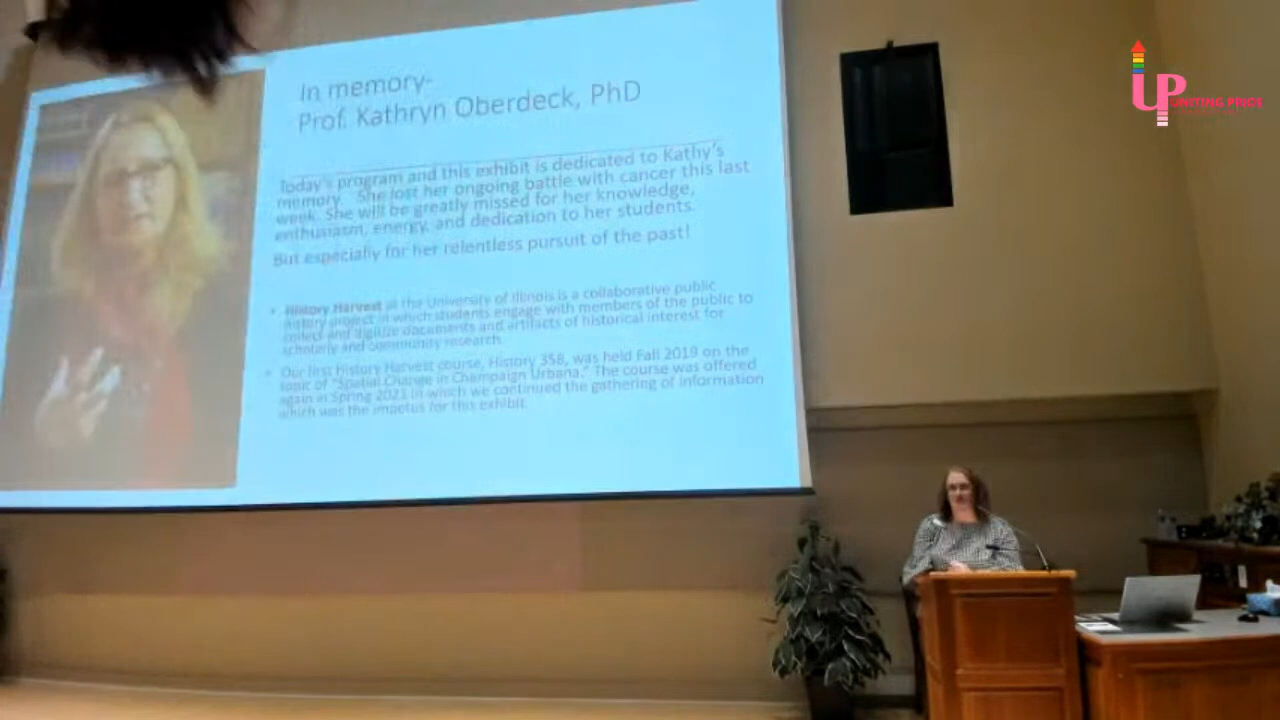 In memory-
Prof. Kathryn Oberdeck, PhD
Today's program and this exhibit is dedicated to Kathy's
memory. She lost her ongoing battle with cancer this last
week. She will be greatly missed for her knowledge,
enthusiasm, energy, and dedication to her students.
But especially for her relentless pursuit of the past!
• History Harvest at the University of Illinois is a collaborative public
history project in which students engage with members of the public to
collect and digitize documents and artifacts of historical interest for
scholarly and community research.
• Our first History Harvest course, History 358, was held Fall 2019 on the
topic of "Spatial Change in Champaign Urbana." The course was offered
again in Spring 2021 in which we continued the gathering of information
which was the impetus for this exhibit.
UP
UNITING PRIDE